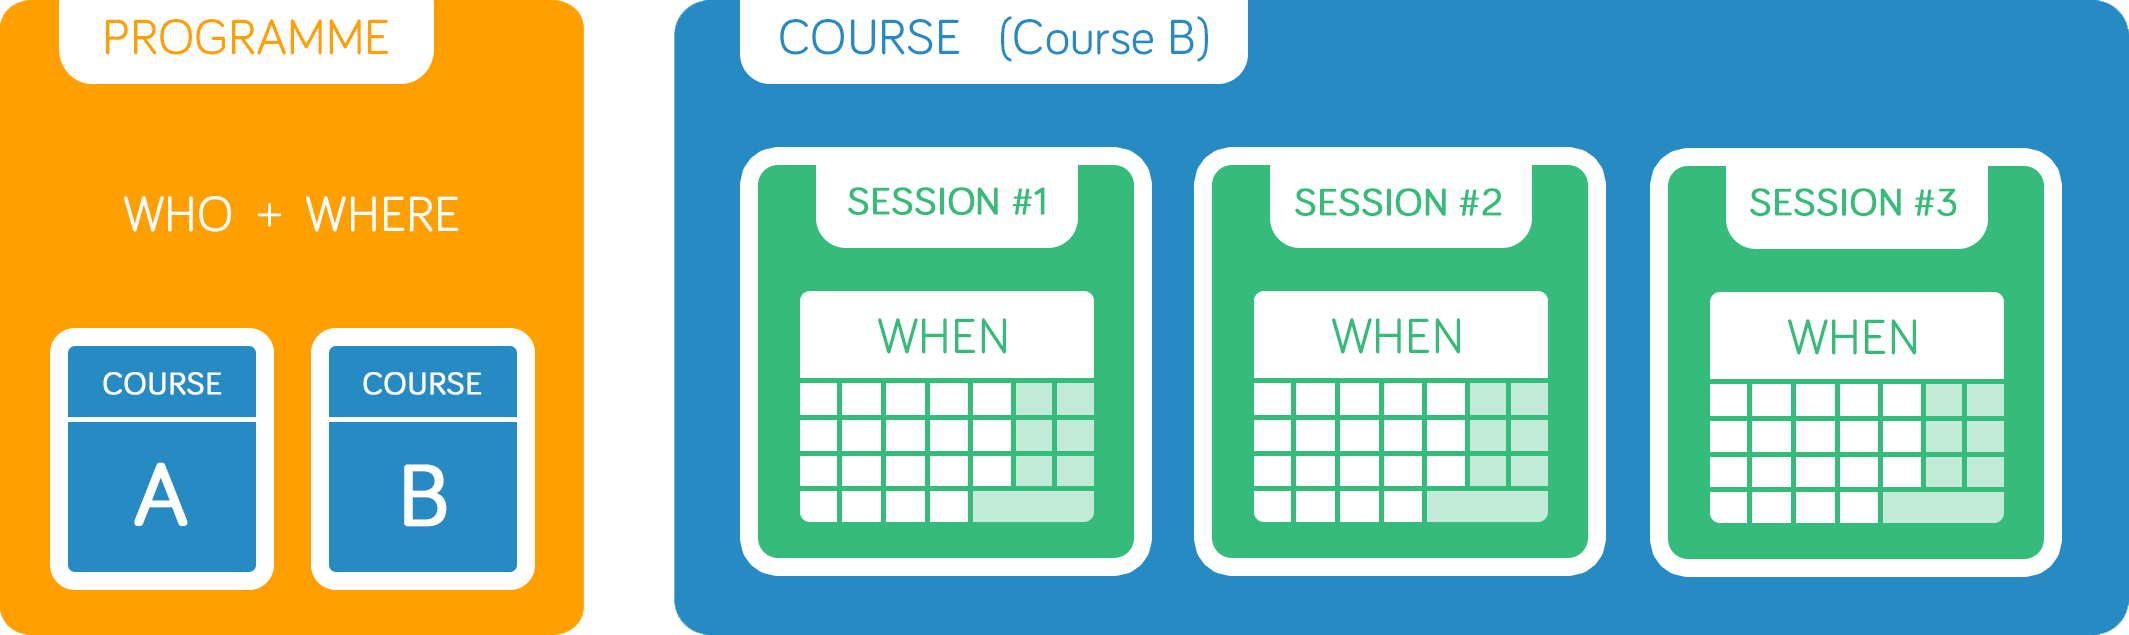 PROGRAMME
WHO + WHERE
COURSE
A
COURSE
B
COURSE (Course B)
SESSION #1
WHEN
SESSION #2
WHEN
SESSION #3
WHEN